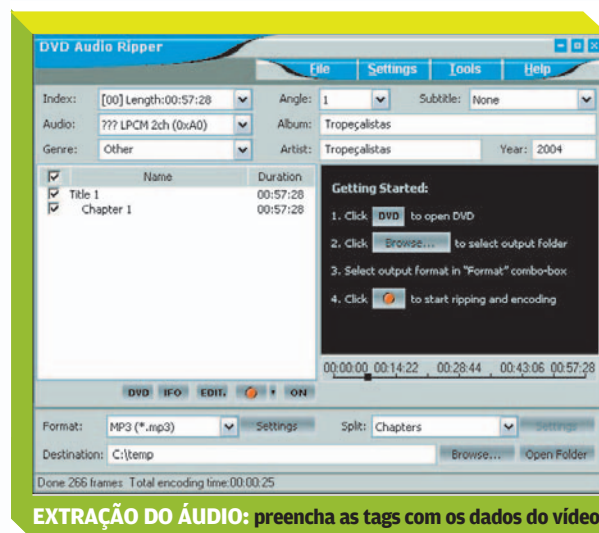 DVD Audio Ripper
File Settings Tools Help
Index: [00] Length:00:57:28 Angle: 1 Subtitle: None
Audio: ??? LPCM 2ch (0xA0) Album: Tropeçalistas
Genre: Other Artist: Tropeçalistas Year: 2004
Name Duration
Title 1 00:57:28
Chapter 1 00:57:28
Getting Started:
1. Click DVD to open DVD
2. Click Browse... to select output folder
3. Select output format in "Format" combo-box
4. Click to start ripping and encoding
00:00:00 00:14:22 00:28:44 00:43:06 00:57:28
DVD IFO EDIT. ON
Format: MP3 (*.mp3) Settings Split: Chapters Settings
Destination: C:\temp Browse... Open Folder
Done 266 frames Total encoding time:00:00:25
EXTRAÇÃO DO ÁUDIO: preencha as tags com os dados do vídeo